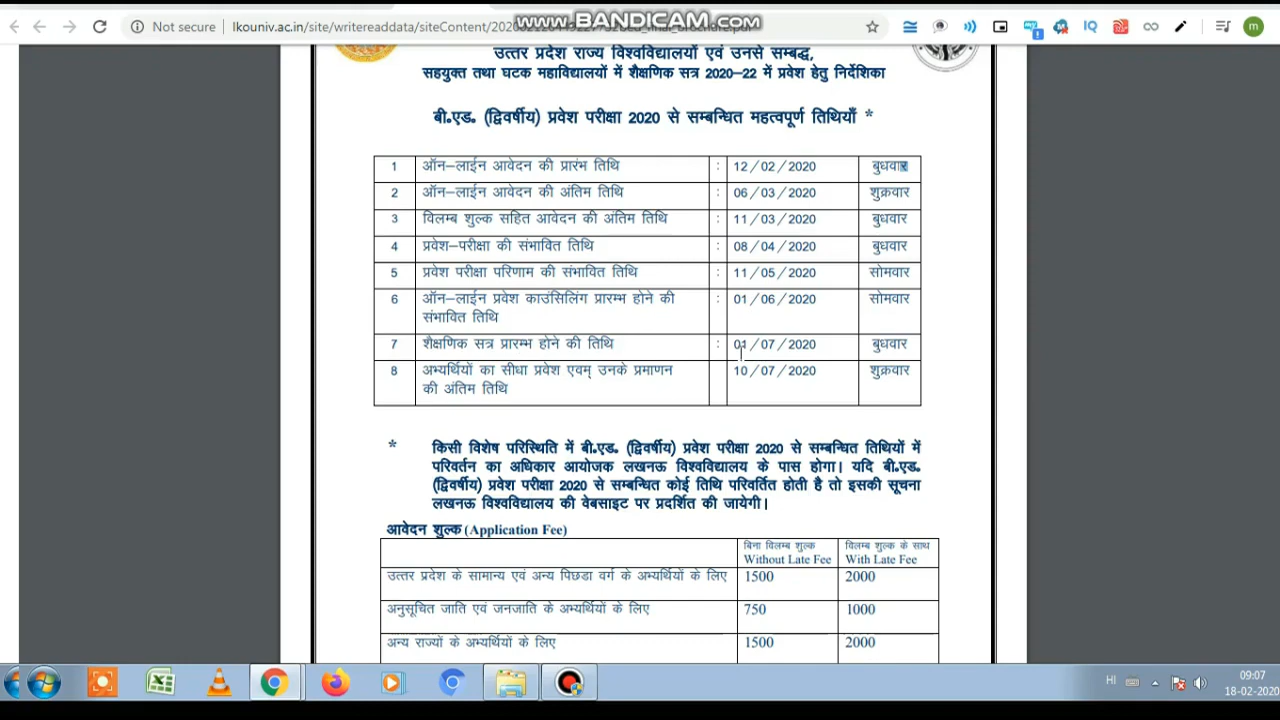 WWW.BANDICAM.COM
Not secure | lkouniv.ac.in/site/writereaddata/siteContent/
उत्तर प्रदेश राज्य विश्वविद्यालयों एवं उनसे सम्बद्ध,
सहयुक्त तथा घटक महाविद्यालयों में शैक्षणिक सत्र 2020–22 में प्रवेश हेतु निर्देशिका
बी.एड. (द्विवर्षीय) प्रवेश परीक्षा 2020 से सम्बन्धित महत्वपूर्ण तिथियाँ *
1 ऑन–लाईन आवेदन की प्रारंभ तिथि : 12/02/2020 बुधवार
2 ऑन–लाईन आवेदन की अंतिम तिथि : 06/03/2020 शुक्रवार
3 विलम्ब शुल्क सहित आवेदन की अंतिम तिथि : 11/03/2020 बुधवार
4 प्रवेश–परीक्षा की संभावित तिथि : 08/04/2020 बुधवार
5 प्रवेश परीक्षा परिणाम की संभावित तिथि : 11/05/2020 सोमवार
6 ऑन–लाईन प्रवेश काउंसिलिंग प्रारम्भ होने की : 01/06/2020 सोमवार
संभावित तिथि
7 शैक्षणिक सत्र प्रारम्भ होने की तिथि : 01/07/2020 बुधवार
8 अभ्यर्थियों का सीधा प्रवेश एवम् उनके प्रमाणन 10/07/2020 शुक्रवार
की अंतिम तिथि
* किसी विशेष परिस्थिति में बी.एड. (द्विवर्षीय) प्रवेश परीक्षा 2020 से सम्बन्धित तिथियों में
परिवर्तन का अधिकार आयोजक लखनऊ विश्वविद्यालय के पास होगा। यदि बी.एड.
(द्विवर्षीय) प्रवेश परीक्षा 2020 से सम्बन्धित कोई तिथि परिवर्तित होती है तो इसकी सूचना
लखनऊ विश्वविद्यालय की वेबसाइट पर प्रदर्शित की जायेगी।
आवेदन शुल्क (Application Fee)
बिना विलम्ब शुल्क विलम्ब शुल्क के साथ
Without Late Fee With Late Fee
उत्तर प्रदेश के सामान्य एवं अन्य पिछडा वर्ग के अभ्यर्थियों के लिए 1500 2000
अनुसूचित जाति एवं जनजाति के अभ्यर्थियों के लिए 750 1000
अन्य राज्यों के अभ्यर्थियों के लिए 1500 2000
HI 09:07
18-02-2020